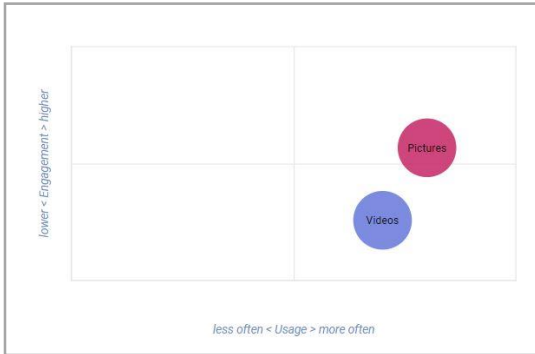 lower < Engagement > higher
Pictures
Videos
less often < Usage > more often